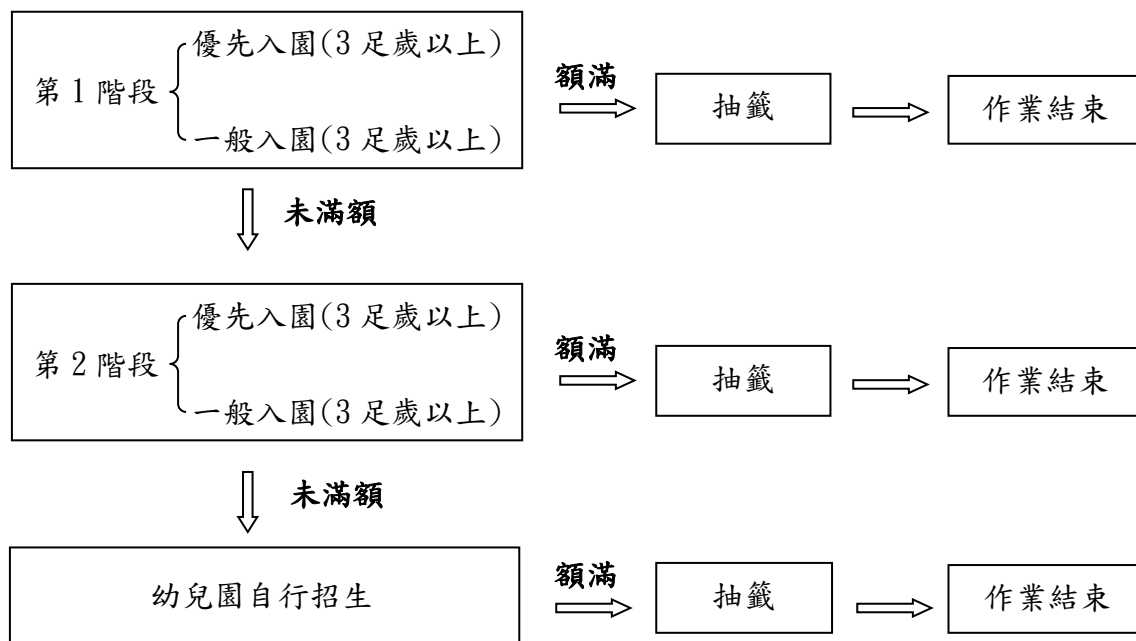 優先入園(3 足歲以上)
第 1 階段
一般入園(3 足歲以上)
額滿
抽籤
作業結束
未滿額
優先入園(3 足歲以上)
第 2 階段
一般入園(3 足歲以上)
額滿
抽籤
作業結束
未滿額
幼兒園自行招生
額滿
抽籤
作業結束